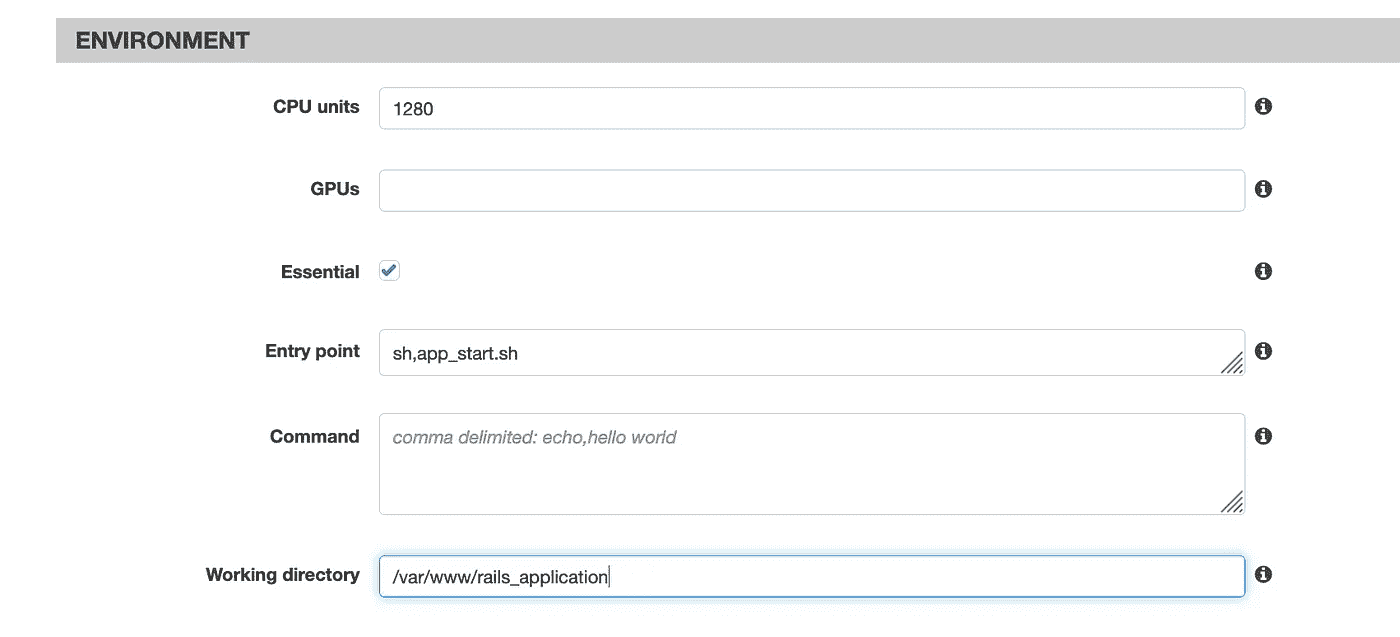 ENVIRONMENT
CPU units 1280
GPUs
Essential
Entry point sh,app_start.sh
Command comma delimited: echo,hello world
Working directory /var/www/rails_application